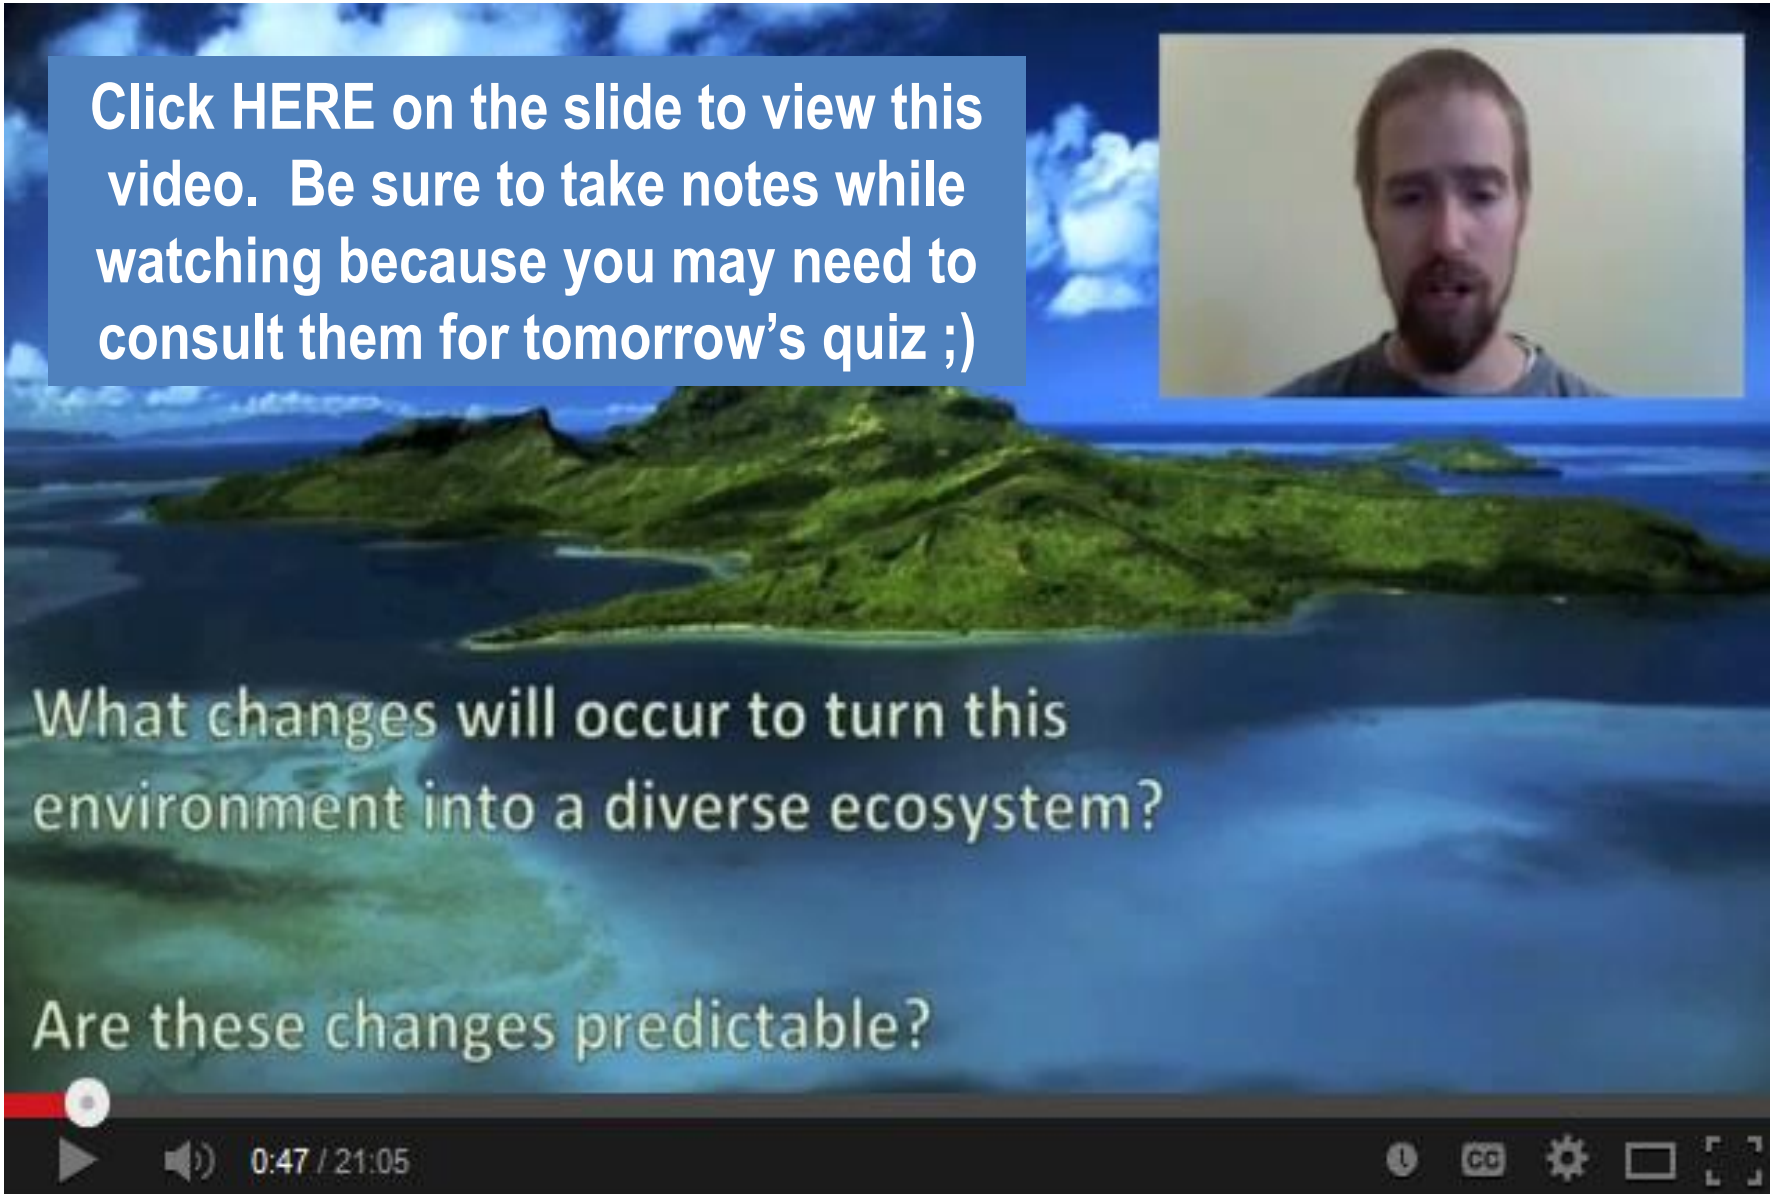 Click HERE on the slide to view this
video.  Be sure to take notes while
watching because you may need to
consult them for tomorrow’s quiz ;)
What changes will occur to turn this
environment into a diverse ecosystem?
Are these changes predictable?
0:47 / 21:05
CC